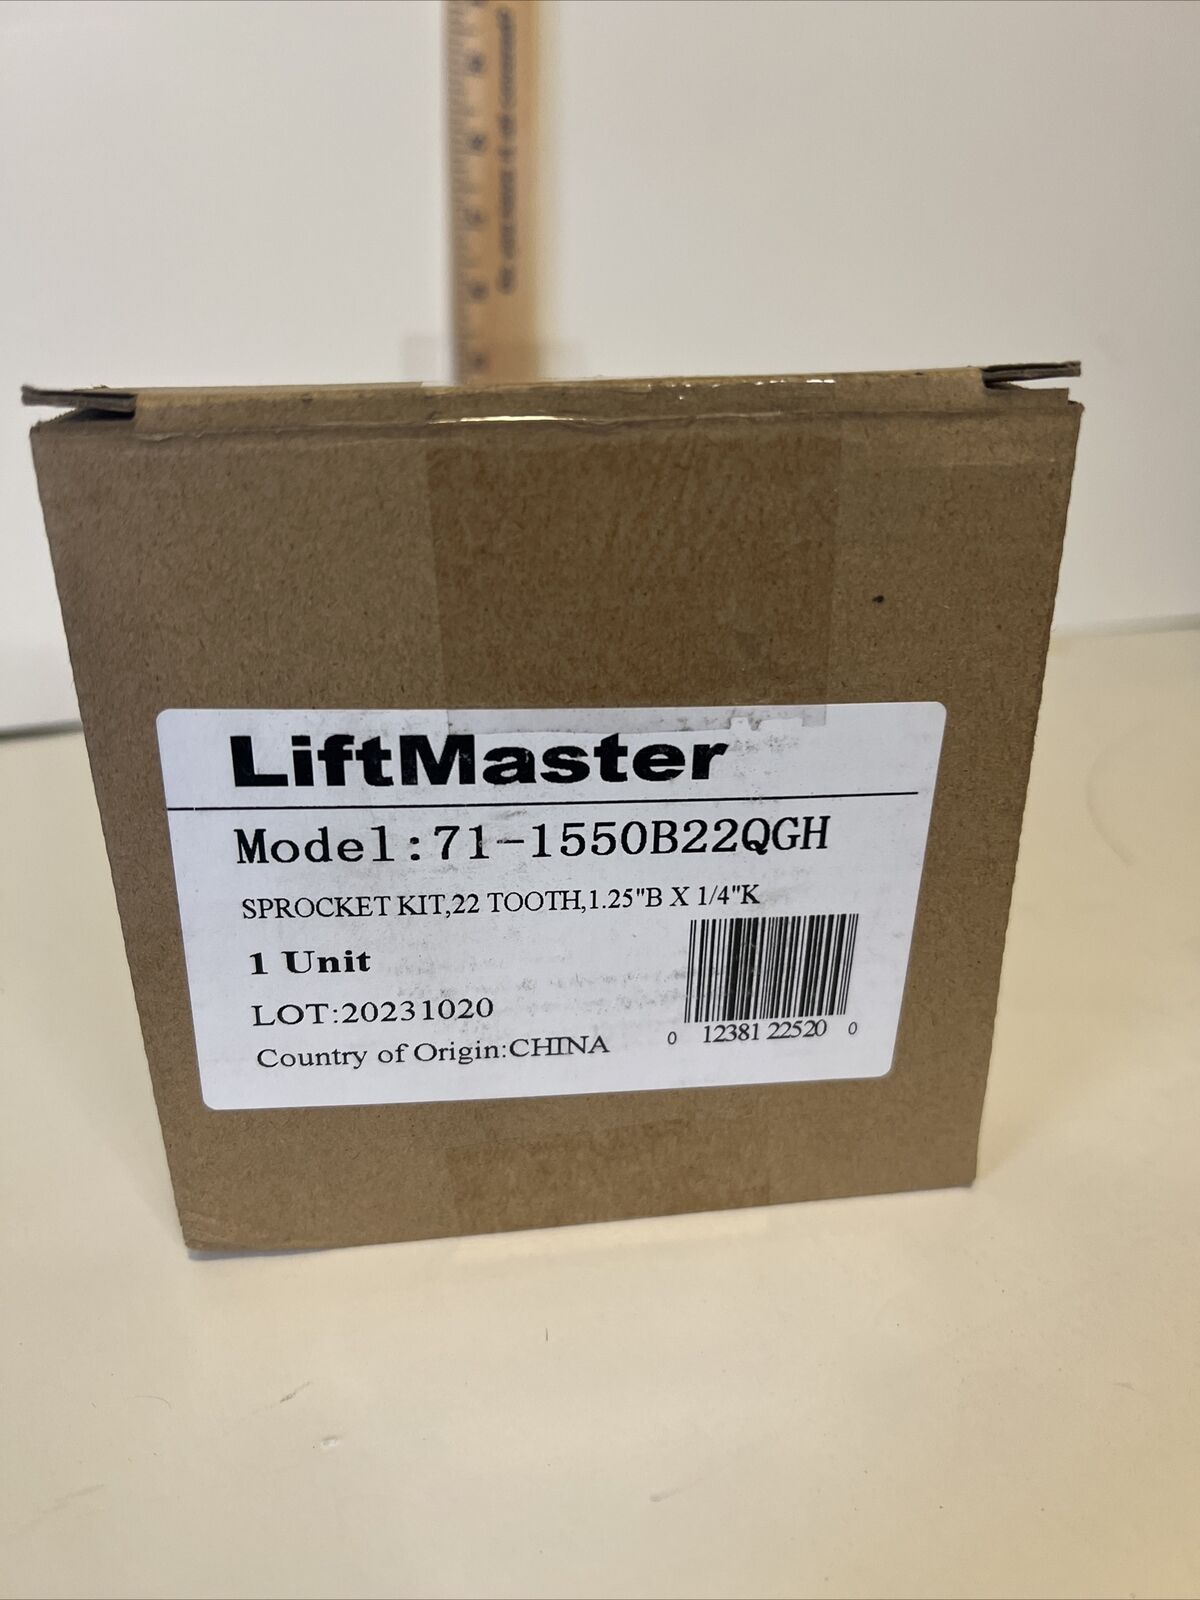 LiftMaster
Model:71-1550B22QGH
SPROCKET KIT,22 TOOTH,1.25"B X 1/4"K
1 Unit
LOT:20231020
Country of Origin:CHINA
0 12381 22520 0